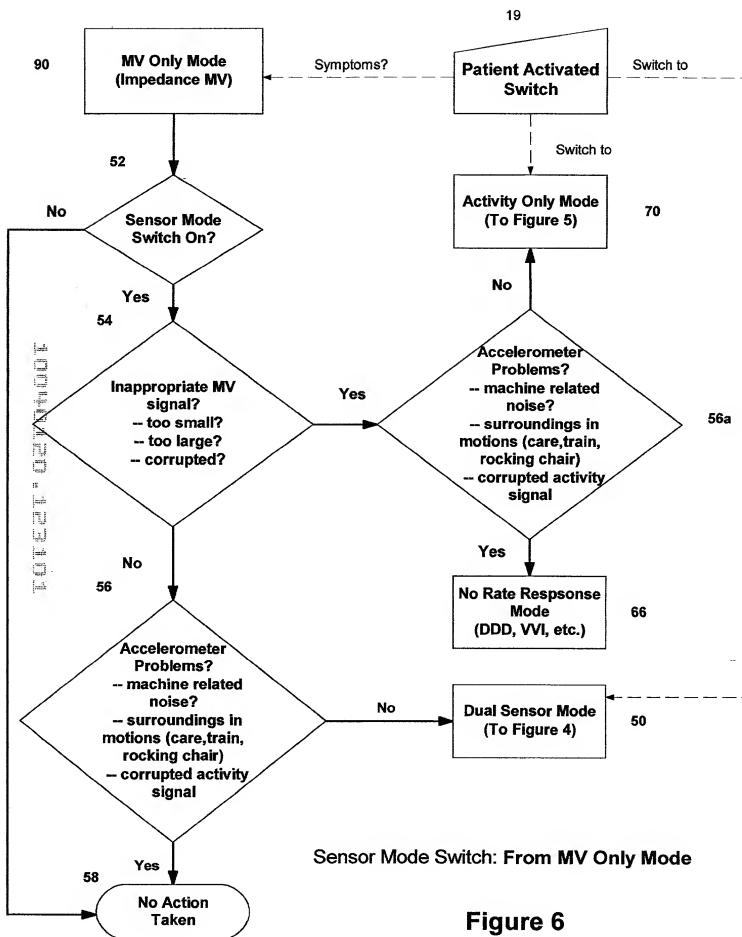 19
90
MV Only Mode
(Impedance MV)
Symptoms?
Patient Activated
Switch
Switch to
52
Switch to
No
Sensor Mode
Switch On?
Activity Only Mode
(To Figure 5)
70
Yes
No
54
Inappropriate MV
signal?
-- too small?
-- too large?
-- corrupted?
Yes
Accelerometer
Problems?
-- machine related
noise?
-- surroundings in
motions (care,train,
rocking chair)
-- corrupted activity
signal
56a
No
Yes
56
No Rate Respsonse
Mode
(DDD, VVI, etc.)
66
Accelerometer
Problems?
-- machine related
noise?
-- surroundings in
motions (care,train,
rocking chair)
-- corrupted activity
signal
No
Dual Sensor Mode
(To Figure 4)
50
Yes
58
No Action
Taken
Sensor Mode Switch: From MV Only Mode
Figure 6